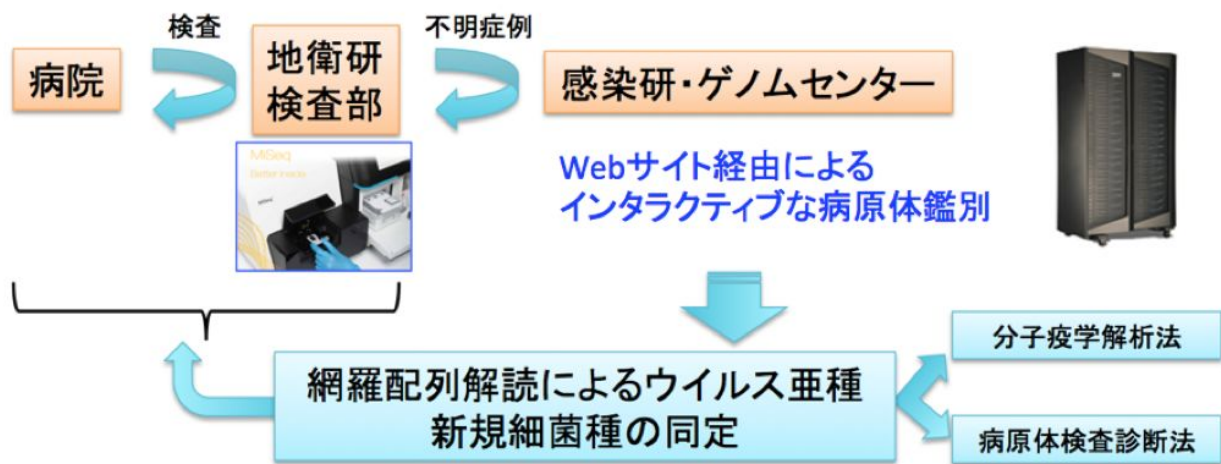 検査
不明症例
病院
地衛研
検査部
感染研・ゲノムセンター
MiSeq
Webサイト経由による
インタラクティブな病原体鑑別
分子疫学解析法
網羅配列解読によるウイルス亜種
新規細菌種の同定
病原体検査診断法